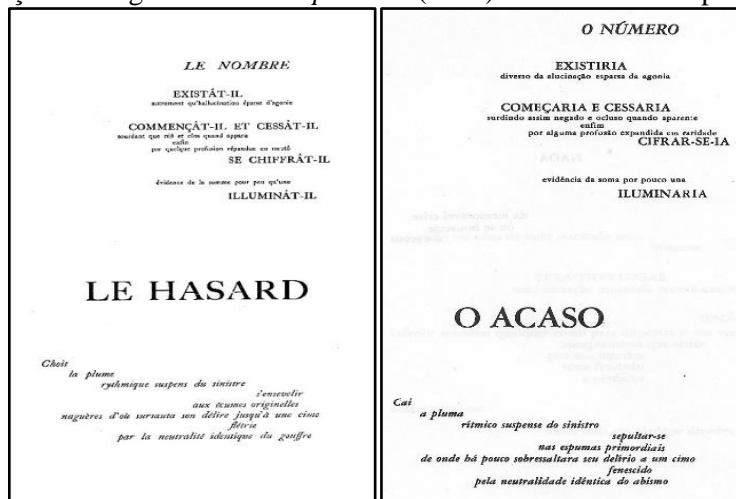 LE NOMBRE
EXISTÂT-IL
autrement qu'hallucination éparse d'agonie
COMMENÇÂT-IL ET CESSÂT-IL
sourdant que nié et clos quand apparu
enfin
par quelque profusion répandue en rareté
SE CHIFFRÂT-IL
évidence de la somme pour peu qu'une
ILLUMINÂT-IL
LE HASARD
Choit
la plume
rythmique suspens du sinistre
s'ensevelir
aux écumes originelles
naguères d'où sursauta son délire jusqu'à une cime
flétrie
par la neutralité identique du gouffre
O NÚMERO
EXISTIRIA
diverso da alucinação esparsa da agonia
COMEÇARIA E CESSARIA
surdindo assim negado e ocluso quando aparente
enfim
por alguma profusão expandida em raridade
CIFRAR-SE-IA
evidência da soma por pouco una
ILUMINARIA
O ACASO
Cai
a pluma
rítmico suspense do sinistro
sepultar-se
nas espumas primordiais
de onde há pouco sobressaltara seu delírio a um cimo
fenescido
pela neutralidade idêntica do abismo